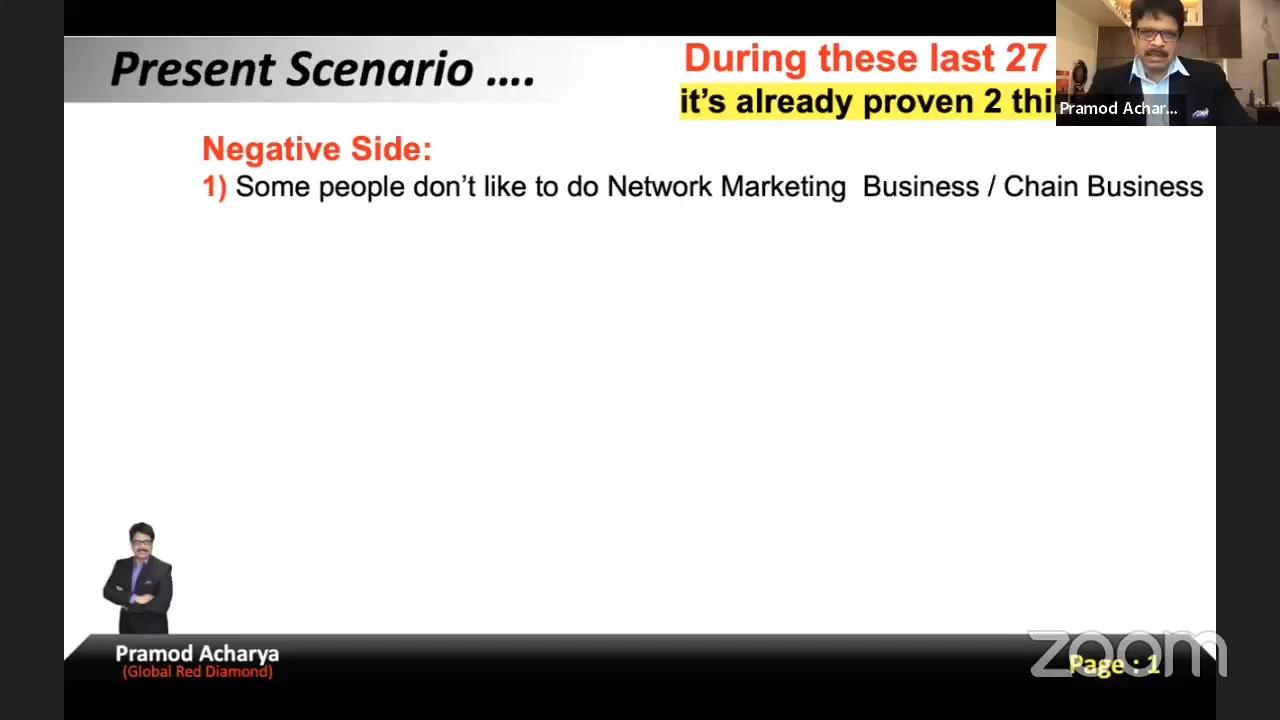 Present Scenario ....
During these last 27
it's already proven 2
Pramod Achar...
Negative Side:
1) Some people don't like to do Network Marketing Business / Chain Business
Pramod Acharya
(Global Red Diamond)
zoom
Page : 1